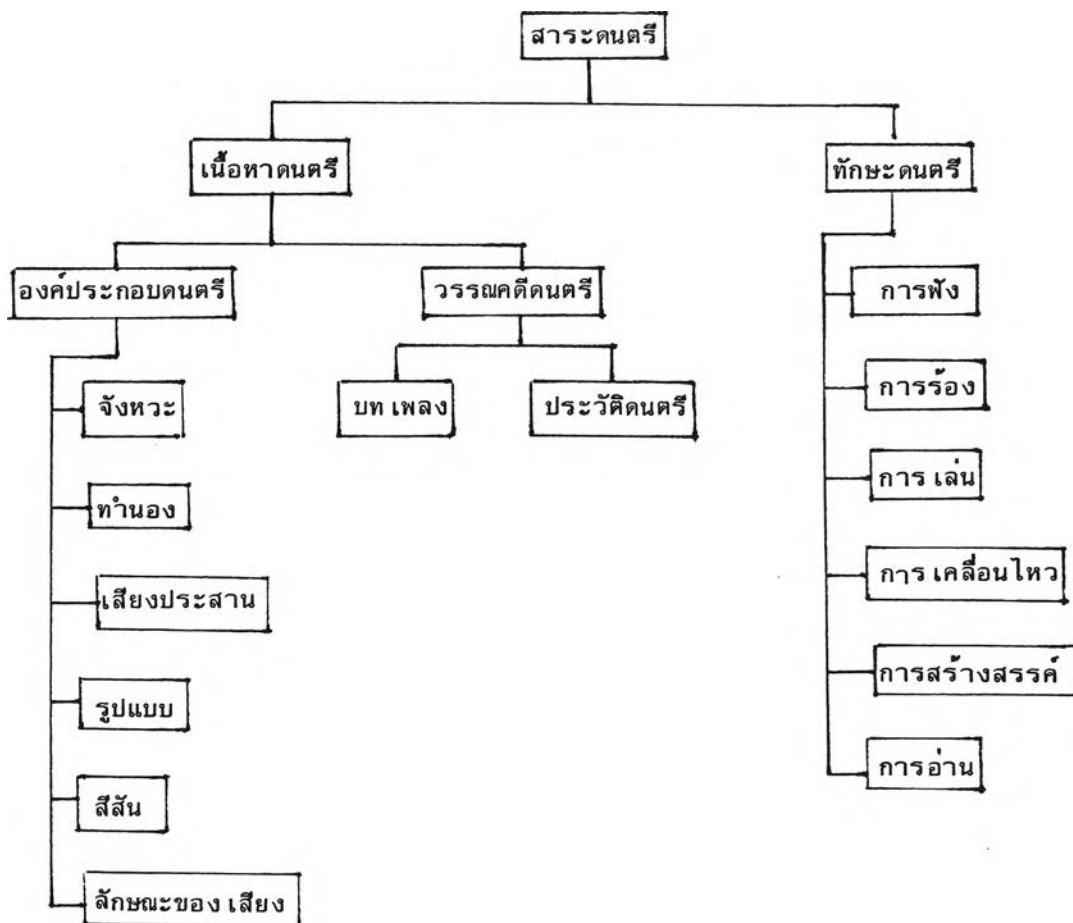 สาระดนตรี
เนื้อหาดนตรี
ทักษะดนตรี
องค์ประกอบดนตรี
วรรณคดีดนตรี
การฟัง
จังหวะ
บทเพลง
ประวัติดนตรี
การร้อง
ทำนอง
การเล่น
เสียงประสาน
การเคลื่อนไหว
รูปแบบ
การสร้างสรรค์
สีสัน
การอ่าน
ลักษณะของเสียง